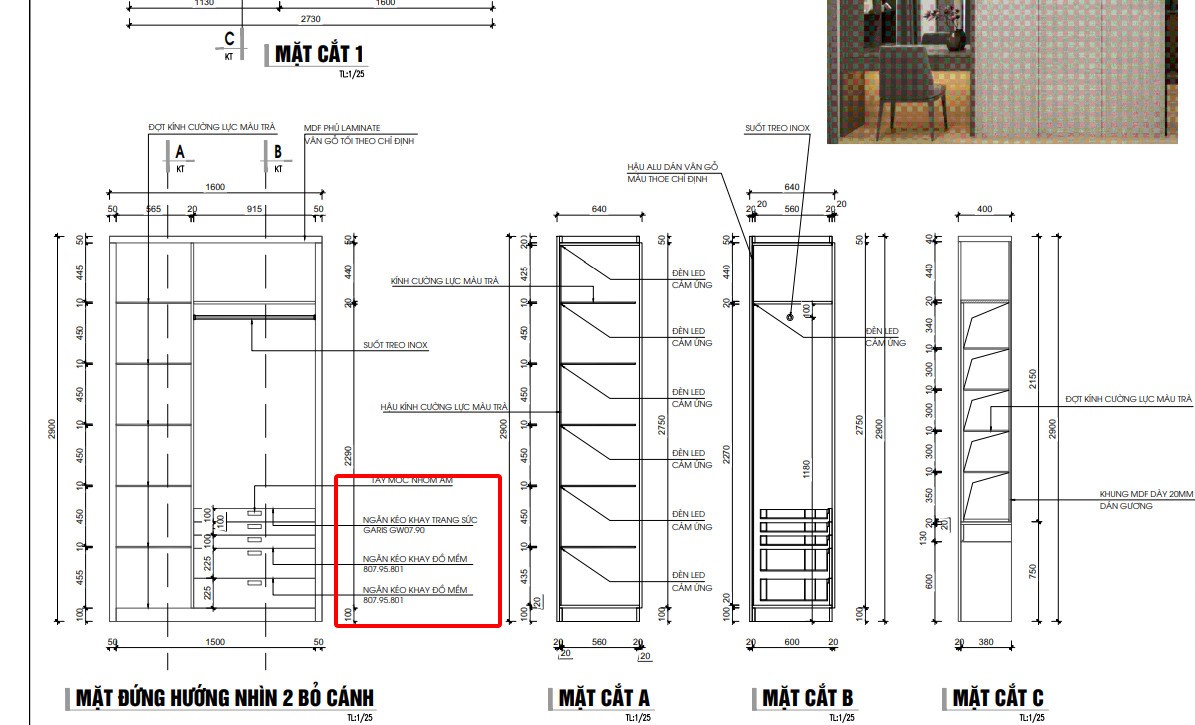 1130
1600
2730
C
KT
MẶT CẮT 1
TL:1/25
ĐỢT KÍNH CƯỜNG LỰC MÀU TRÀ
MDF PHỦ LAMINATE
VÂN GỖ TỐI THEO CHỈ ĐỊNH
A
KT
B
KT
1600
50
565
20
915
50
50
445
10
450
10
450
10
450
10
450
10
455
100
2900
50
440
20
2290
100
SUỐT TREO INOX
TAY MÓC NHÔM ÂM
NGĂN KÉO KHAY TRANG SỨC
GARIS GW07.90
NGĂN KÉO KHAY ĐỒ MỀM
807.95.801
NGĂN KÉO KHAY ĐỒ MỀM
807.95.801
100
100
100
225
225
50
1500
50
MẶT ĐỨNG HƯỚNG NHÌN 2 BỎ CÁNH
TL:1/25
640
20
425
10
450
10
450
10
450
10
450
10
435
100
20
2900
50
2750
100
KÍNH CƯỜNG LỰC MÀU TRÀ
HẬU KÍNH CƯỜNG LỰC MÀU TRÀ
ĐÈN LED
CẢM ỨNG
ĐÈN LED
CẢM ỨNG
ĐÈN LED
CẢM ỨNG
ĐÈN LED
CẢM ỨNG
ĐÈN LED
CẢM ỨNG
ĐÈN LED
CẢM ỨNG
20
560
20
20
20
MẶT CẮT A
TL:1/25
SUỐT TREO INOX
HẬU ALU DÁN VÂN GỖ
MÀU THOE CHỈ ĐỊNH
640
20
20
560
20
20
50
440
20
2270
20
100
100
1180
50
2750
100
2900
ĐÈN LED
CẢM ỨNG
20
600
20
MẶT CẮT B
TL:1/25
400
40
440
20
340
10
300
10
300
10
300
10
350
20
20
130
600
2150
750
2900
ĐỢT KÍNH CƯỜNG LỰC MÀU TRÀ
KHUNG MDF DÀY 20MM
DÁN GƯƠNG
20
380
MẶT CẮT C
TL:1/25